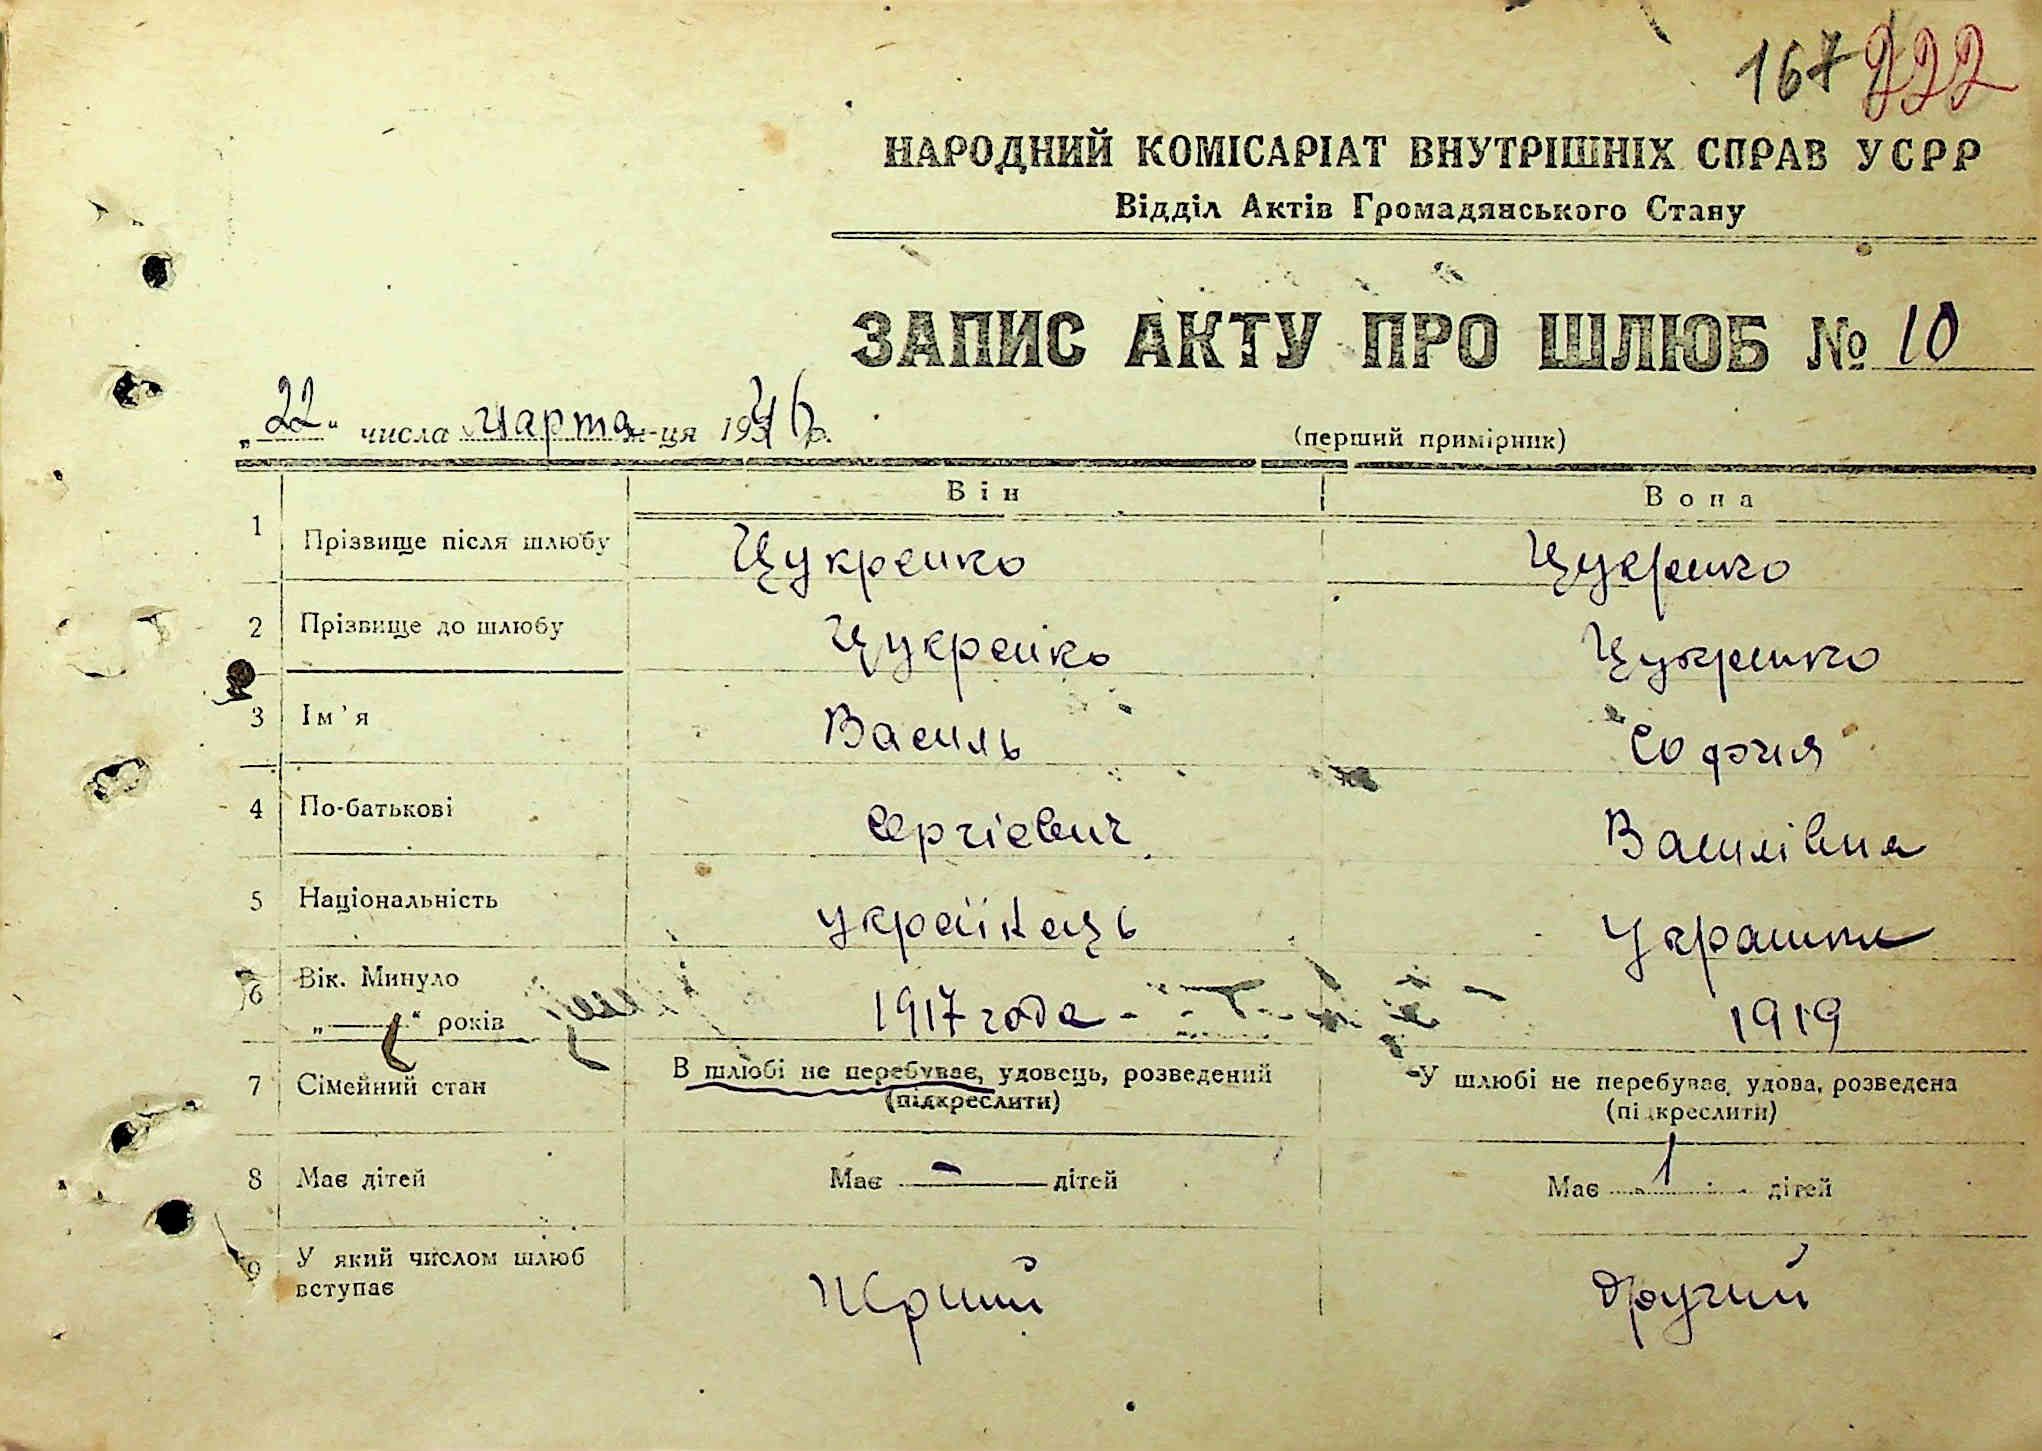 167 222
НАРОДНИЙ КОМІСАРІАТ ВНУТРІШНІХ СПРАВ УСРР
Відділ Актів Громадянського Стану
ЗАПИС АКТУ ПРО ШЛЮБ № 10
„22“ числа марта м-ця 1946 р.
(перший примірник)
Він Вона
1 Прізвище після шлюбу Цукренко Цукренко
2 Прізвище до шлюбу Цукренко Цукренко
3 Ім'я Василь София
4 По-батькові Сергієвич Василівна
5 Національність українець Украинка
6 Вік. Минуло
„——“ років 1917 года - 1919
7 Сімейний стан В шлюбі не перебуває, удовець, розведений У шлюбі не перебуває, удова, розведена
(підкреслити) (підкреслити)
8 Має дітей Має — дітей Має 1 дітей
9 У який числом шлюб
вступає Перший другий